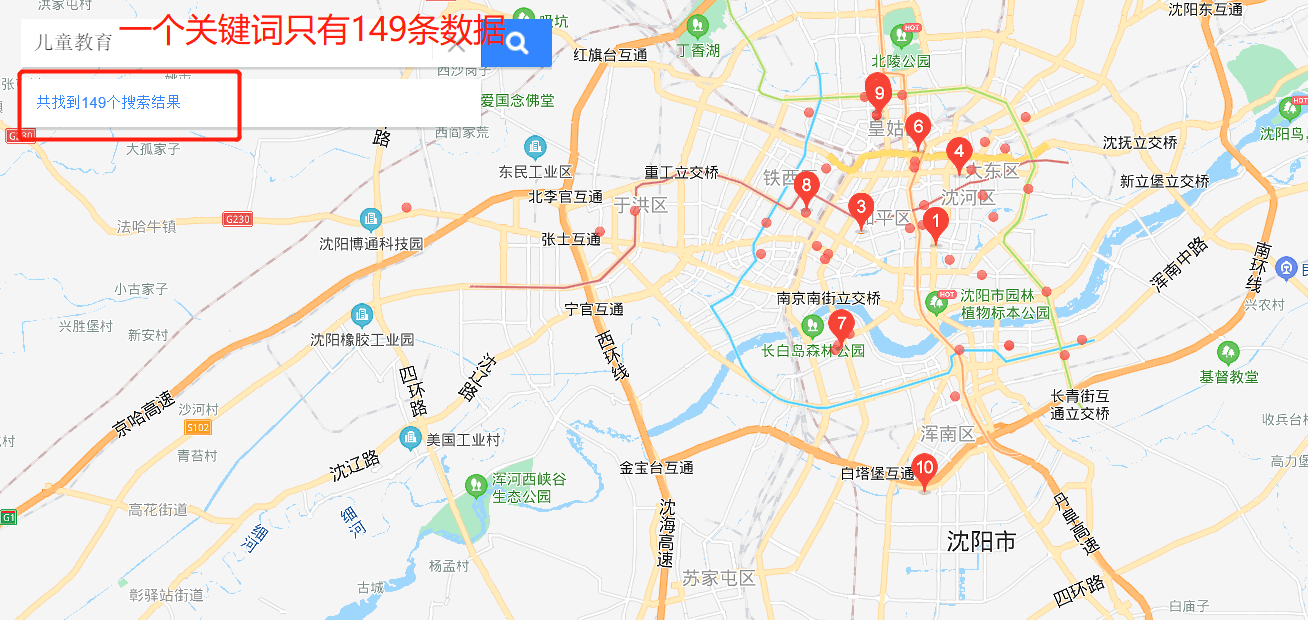 洪家屯村
一个关键词只有149条数据
儿童教育
共找到149个搜索结果
姚屯
西沙岗子
爱国念佛堂
西阎家荒
大孤家子
路
东民工业区
重工立交桥
北李官互通
于洪区
法哈牛镇
G230
沈阳博通科技园
张士互通
红旗台互通
丁香湖
HOT
北陵公园
沈阳东互通
HOT
沈阳鸟
9
皇姑
6
4
大东区
沈抚立交桥
新立堡立交桥
铁西
8
3
和平区
沈河区
1
小古家子
兴胜堡村
新安村
沈阳橡胶工业园
宁官互通
西环线
南京南街立交桥
HOT
沈阳市园林
植物标本公园
浑南中路
南环线
兴农村
7
长白岛森林公园
基督教堂
四环路
沈辽路
京哈高速
沙河村
S102
青苔村
美国工业村
沈辽路
长青街互
通立交桥
浑南区
收兵台村
高力堡
金宝台互通
白塔堡互通
10
浑河西峡谷
生态公园
G1
高花街道
细河
细河
沈海高速
沈阳市
丹阜高速
杨孟村
古城
彰驿站街道
苏家屯区
四环路
白庙子